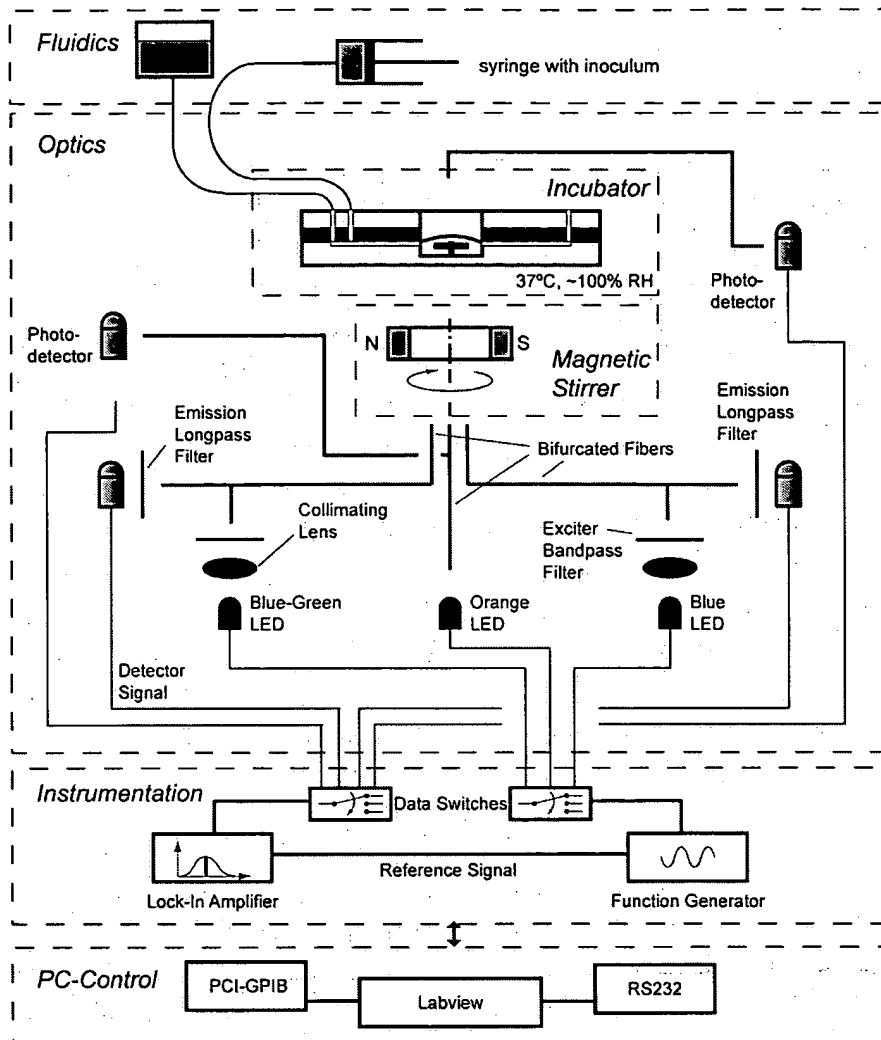 Fluidics
syringe with inoculum
Optics
Incubator
37ºC, ~100% RH
Photo-
detector
Photo-
detector
N
S
Magnetic
Stirrer
Emission
Longpass
Filter
Emission
Longpass
Filter
Bifurcated Fibers
Collimating
Lens
Exciter
Bandpass
Filter
Blue-Green
LED
Orange
LED
Blue
LED
Detector
Signal
Instrumentation
Data Switches
Reference Signal
Lock-In Amplifier
Function Generator
PC-Control
PCI-GPIB
Labview
RS232